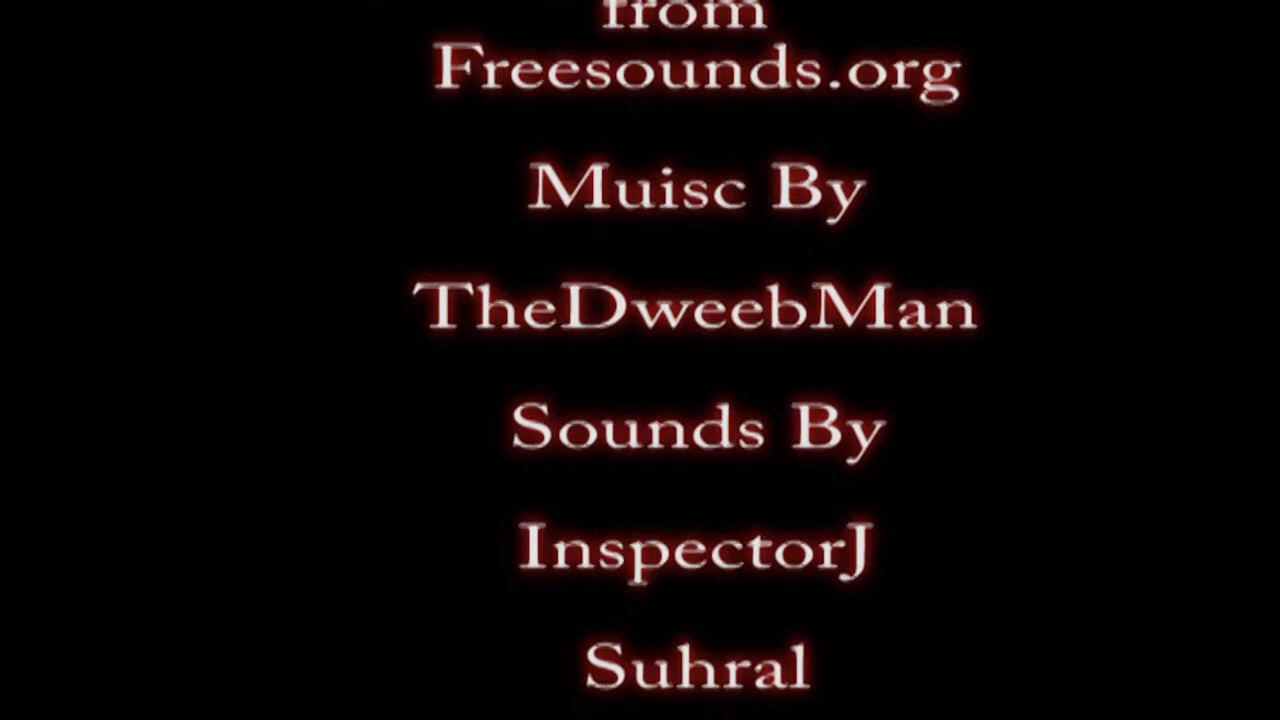 from
Freesounds.org
Muisc By
TheDweebMan
Sounds By
InspectorJ
Suhral